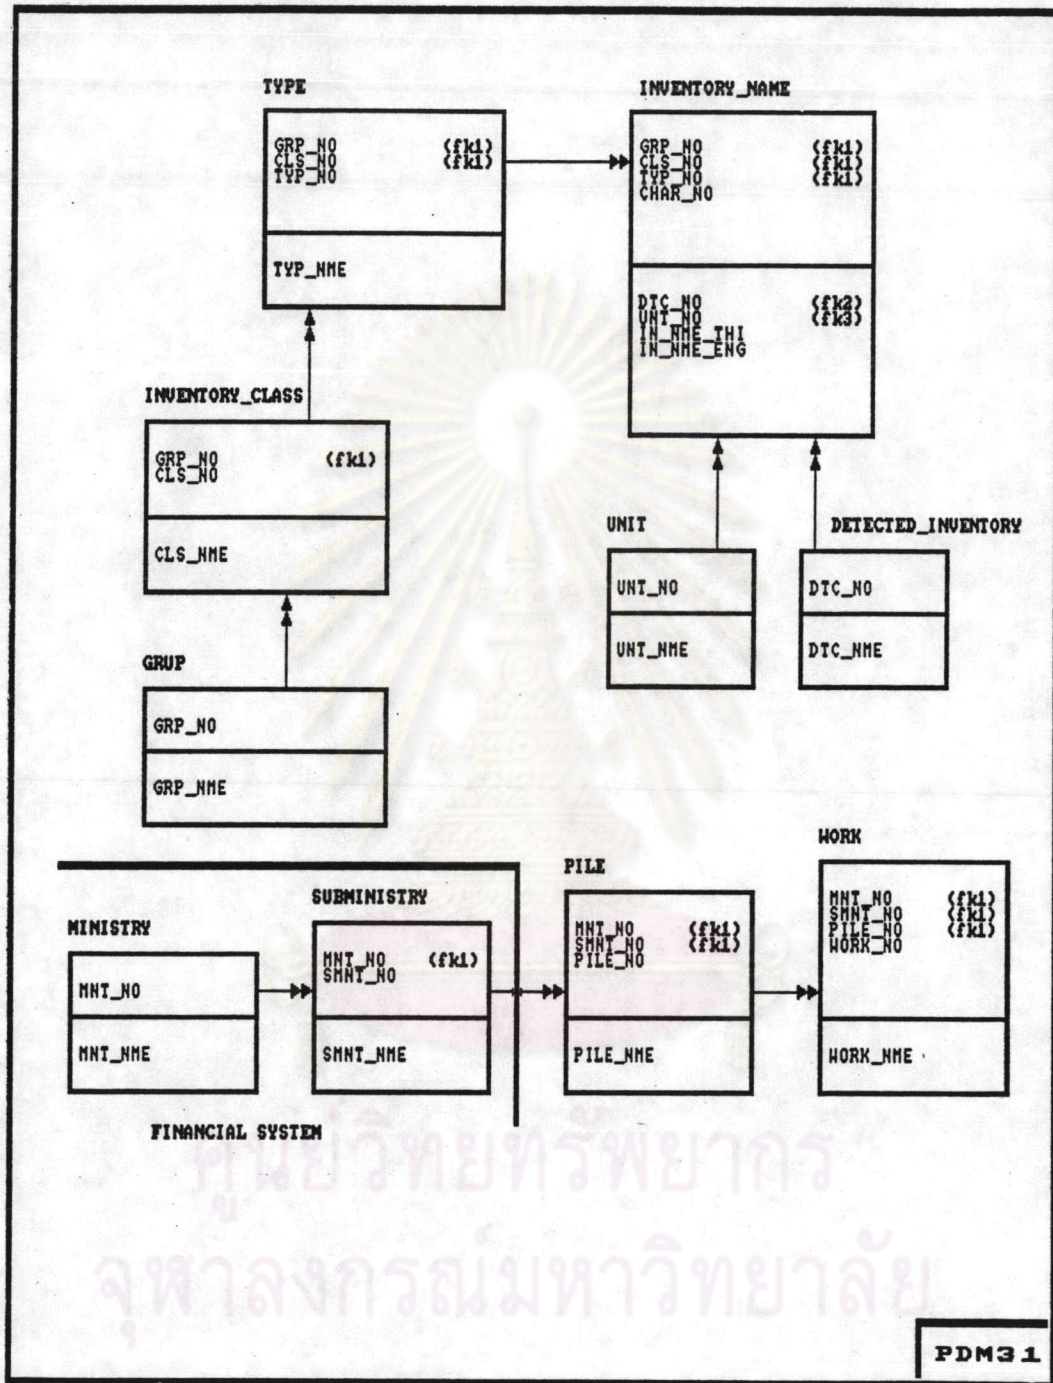 TYPE
GRP_NO (fk1)
CLS_NO (fk1)
TYP_NO
TYP_NME
INVENTORY_NAME
GRP_NO (fk1)
CLS_NO (fk1)
TYP_NO (fk1)
CHAR_NO
DTC_NO (fk2)
UNT_NO (fk3)
IN_NME_THI
IN_NME_ENG
INVENTORY_CLASS
GRP_NO (fk1)
CLS_NO
CLS_NME
UNIT
UNT_NO
UNT_NME
DETECTED_INVENTORY
DTC_NO
DTC_NME
GRUP
GRP_NO
GRP_NME
MINISTRY
MNT_NO
MNT_NME
SUBMINISTRY
MNT_NO (fk1)
SMNT_NO
SMNT_NME
PILE
MNT_NO (fk1)
SMNT_NO (fk1)
PILE_NO
PILE_NME
WORK
MNT_NO (fk1)
SMNT_NO (fk1)
PILE_NO (fk1)
WORK_NO
WORK_NME
FINANCIAL SYSTEM
ศูนย์วิทยทรัพยากร
จุฬาลงกรณ์มหาวิทยาลัย
PDM31